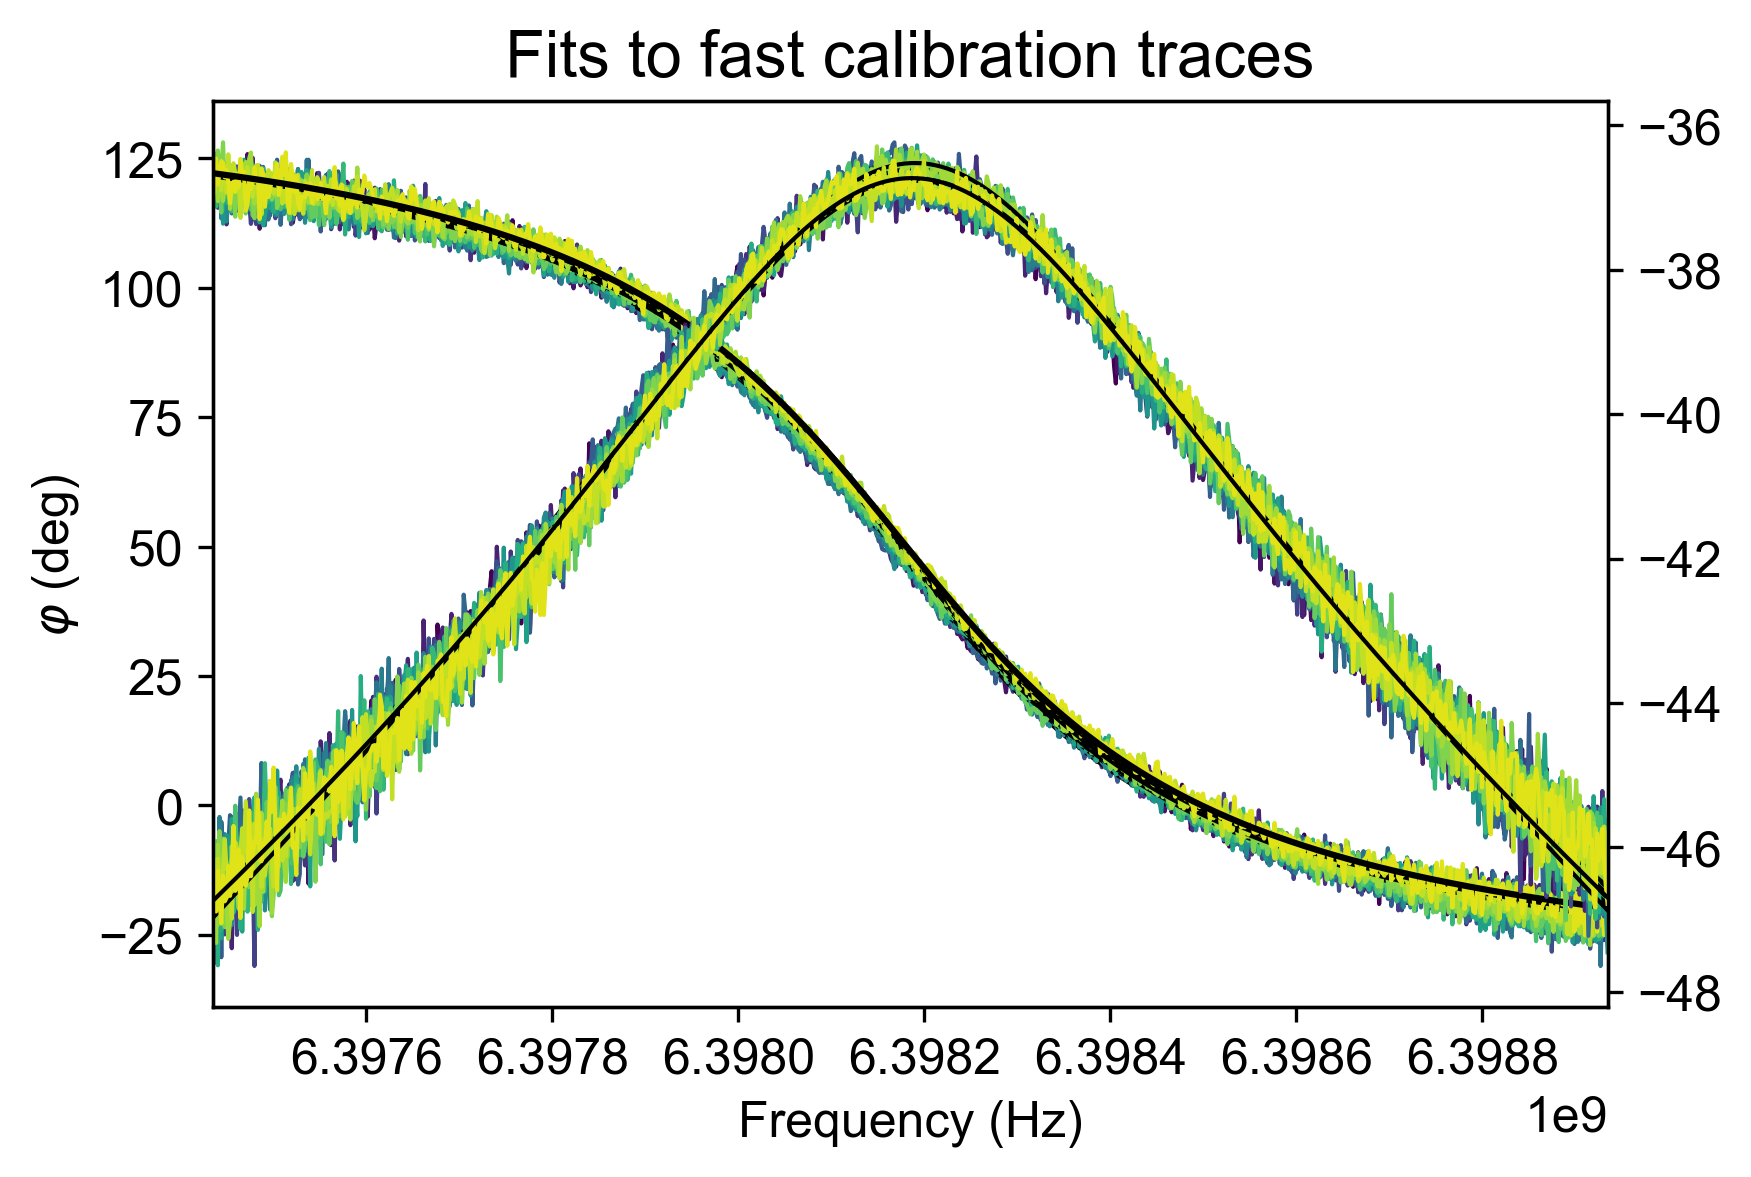 Fits to fast calibration traces
125
100
75
50
25
0
−25
φ (deg)
−36
−38
−40
−42
−44
−46
−48
6.3976 6.3978 6.3980 6.3982 6.3984 6.3986 6.3988
Frequency (Hz)
1e9